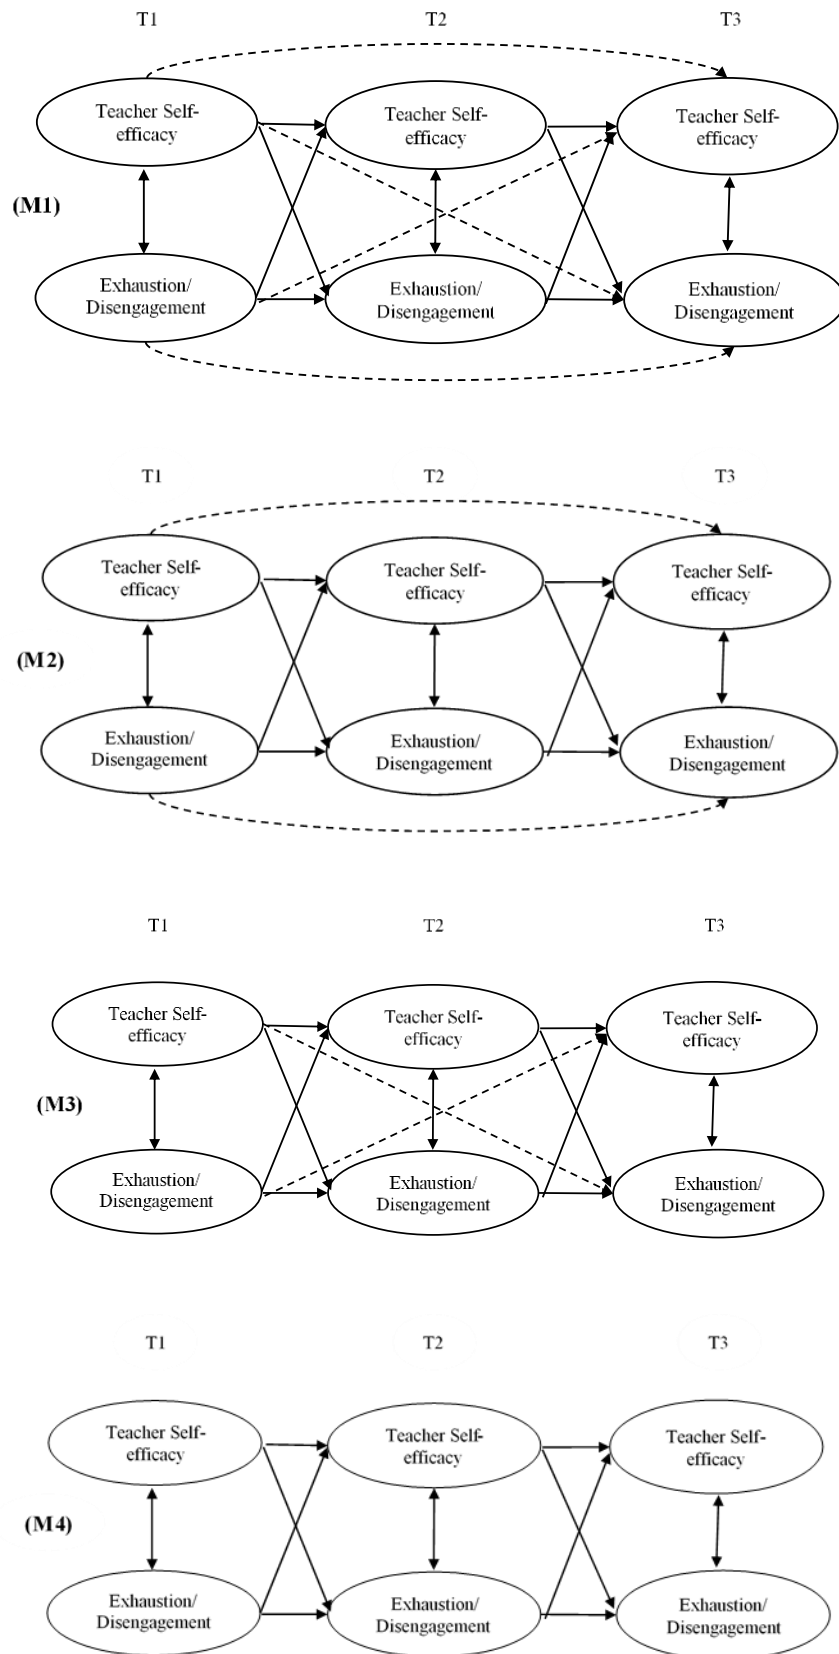 T1 T2 T3
Teacher Self-
efficacy
Teacher Self-
efficacy
Teacher Self-
efficacy
(M1)
Exhaustion/
Disengagement
Exhaustion/
Disengagement
Exhaustion/
Disengagement
T1 T2 T3
Teacher Self-
efficacy
Teacher Self-
efficacy
Teacher Self-
efficacy
(M2)
Exhaustion/
Disengagement
Exhaustion/
Disengagement
Exhaustion/
Disengagement
T1 T2 T3
Teacher Self-
efficacy
Teacher Self-
efficacy
Teacher Self-
efficacy
(M3)
Exhaustion/
Disengagement
Exhaustion/
Disengagement
Exhaustion/
Disengagement
T1 T2 T3
Teacher Self-
efficacy
Teacher Self-
efficacy
Teacher Self-
efficacy
(M4)
Exhaustion/
Disengagement
Exhaustion/
Disengagement
Exhaustion/
Disengagement